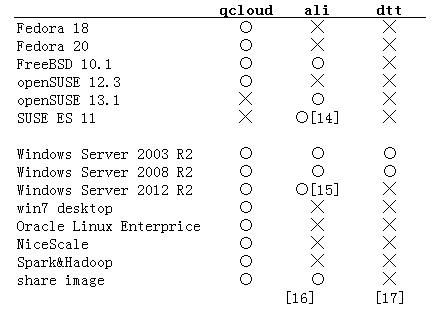 qcloud ali dtt
Fedora 18 ○ × ×
Fedora 20 ○ × ×
FreeBSD 10.1 ○ ○ ×
openSUSE 12.3 ○ × ×
openSUSE 13.1 × ○ ×
SUSE ES 11 × ○[14] ×
Windows Server 2003 R2 ○ ○ ○
Windows Server 2008 R2 ○ ○ ○
Windows Server 2012 R2 ○ ○[15] ×
win7 desktop ○ × ×
Oracle Linux Enterprice ○ × ×
NiceScale ○ × ×
Spark&Hadoop ○ × ×
share image ○ ○ ×
[16] [17]